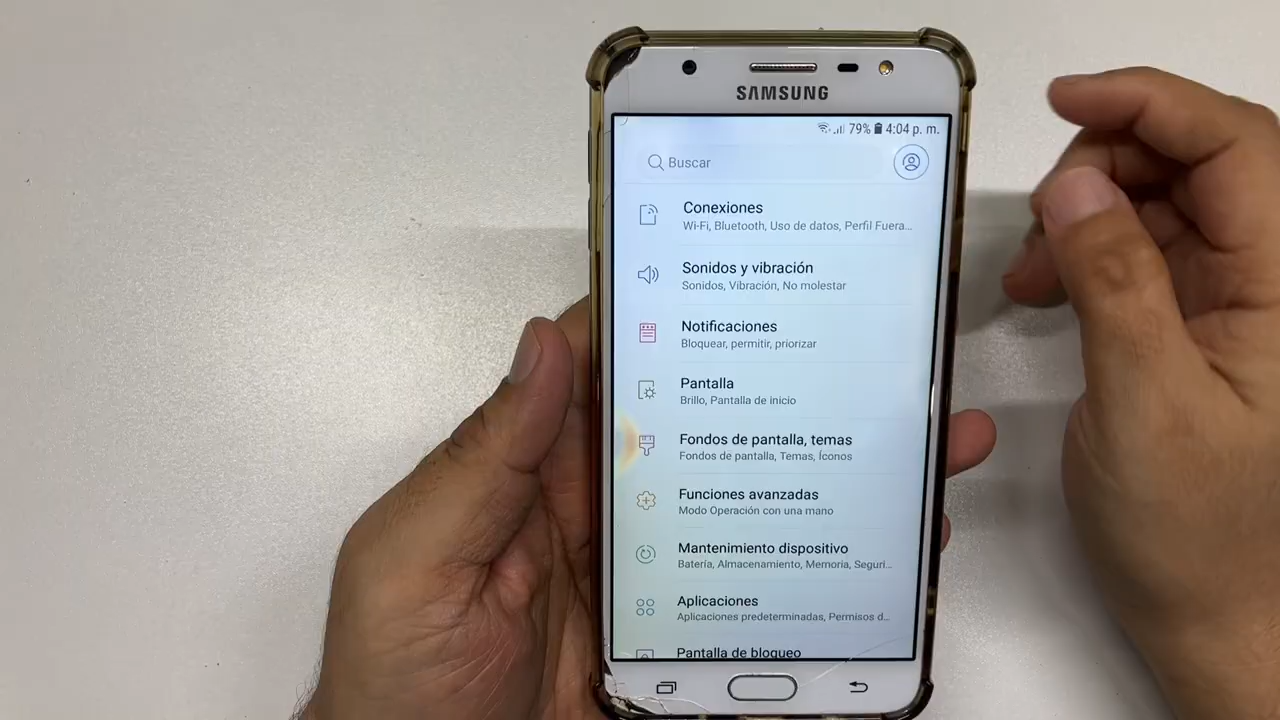 SAMSUNG
79% 4:04 p. m.
Buscar
Conexiones
Wi-Fi, Bluetooth, Uso de datos, Perfil Fuera...
Sonidos y vibración
Sonidos, Vibración, No molestar
Notificaciones
Bloquear, permitir, priorizar
Pantalla
Brillo, Pantalla de inicio
Fondos de pantalla, temas
Fondos de pantalla, Temas, Íconos
Funciones avanzadas
Modo Operación con una mano
Mantenimiento dispositivo
Batería, Almacenamiento, Memoria, Seguri...
Aplicaciones
Aplicaciones predeterminadas, Permisos d...
Pantalla de bloqueo